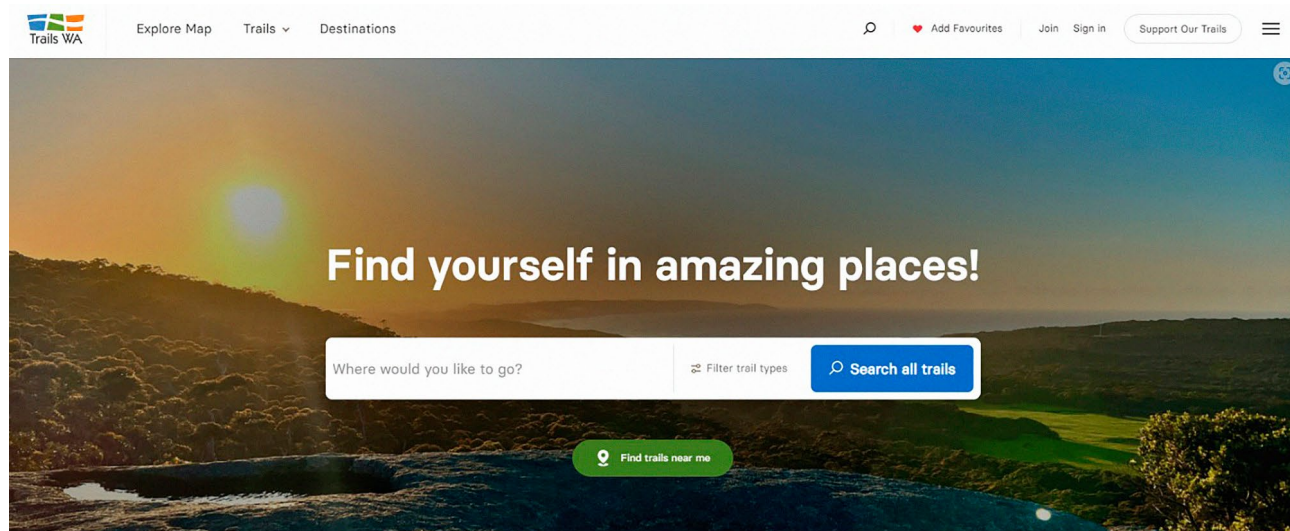 Trails WA
Explore Map
Trails
Destinations
Add Favourites
Join
Sign in
Support Our Trails
Find yourself in amazing places!
Where would you like to go?
Filter trail types
Search all trails
Find trails near me